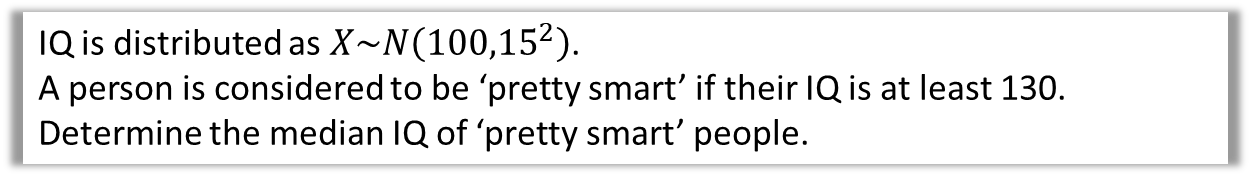 IQ is distributed as X~N(100,15²).
A person is considered to be ‘pretty smart’ if their IQ is at least 130.
Determine the median IQ of ‘pretty smart’ people.